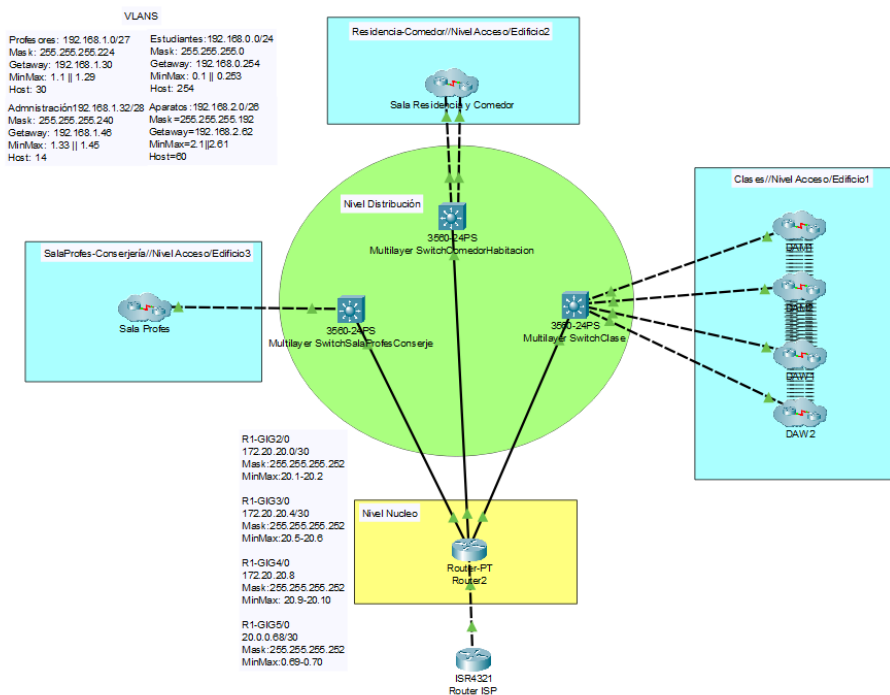 VLANS
Profesores: 192.168.1.0/27
Mask: 255.255.255.224
Getaway: 192.168.1.30
MinMax: 1.1 || 1.29
Host: 30
Estudiantes:192.168.0.0/24
Mask: 255.255.255.0
Getaway: 192.168.0.254
MinMax: 0.1 || 0.253
Host: 254
Admnistración192.168.1.32/28
Mask: 255.255.255.240
Getaway: 192.168.1.46
MinMax: 1.33 || 1.45
Host: 14
Aparatos:192.168.2.0/26
Mask=255.255.255.192
Getaway=192.168.2.62
MinMax=2.1||2.61
Host=60
Residencia-Comedor//Nivel Acceso/Edificio2
Sala Residencia y Comedor
Nivel Distribución
3560-24PS
Multilayer SwitchComedorHabitacion
Clases//Nivel Acceso/Edificio1
DAM1
DAM2
DAW1
DAW2
SalaProfes-Conserjería//Nivel Acceso/Edificio3
Sala Profes
3560-24PS
Multilayer SwitchSalaProfesConserje
3560-24PS
Multilayer SwitchClase
R1-GIG2/0
172.20.20.0/30
Mask:255.255.255.252
MinMax:20.1-20.2
R1-GIG3/0
172.20.20.4/30
Mask:255.255.255.252
MinMax:20.5-20.6
R1-GIG4/0
172.20.20.8
Mask:255.255.255.252
MinMax: 20.9-20.10
R1-GIG5/0
20.0.0.68/30
Mask:255.255.255.252
MinMax:0.69-0.70
Nivel Nucleo
Router-PT
Router2
ISR4321
Router ISP